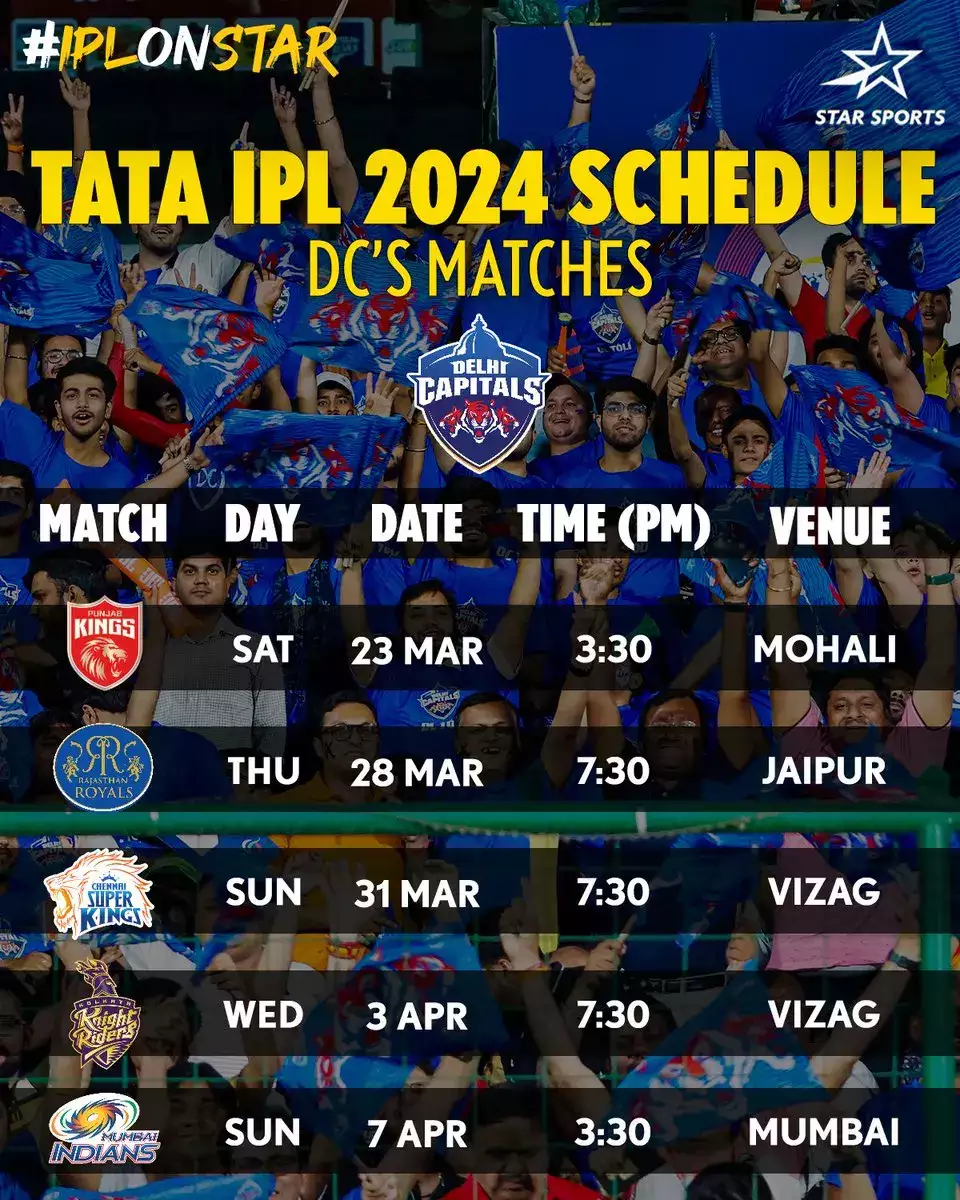 #IPLONSTAR
STAR SPORTS
TATA IPL 2024 SCHEDULE
DC'S MATCHES
DELHI
CAPITALS
MATCH DAY DATE TIME (PM) VENUE
PUNJAB
KINGS
SAT 23 MAR 3:30 MOHALI
RR
RAJASTHAN
ROYALS
THU 28 MAR 7:30 JAIPUR
CHENNAI
SUPER
KINGS
SUN 31 MAR 7:30 VIZAG
KOLKATA
Knight
Riders
WED 3 APR 7:30 VIZAG
MUMBAI
INDIANS
SUN 7 APR 3:30 MUMBAI